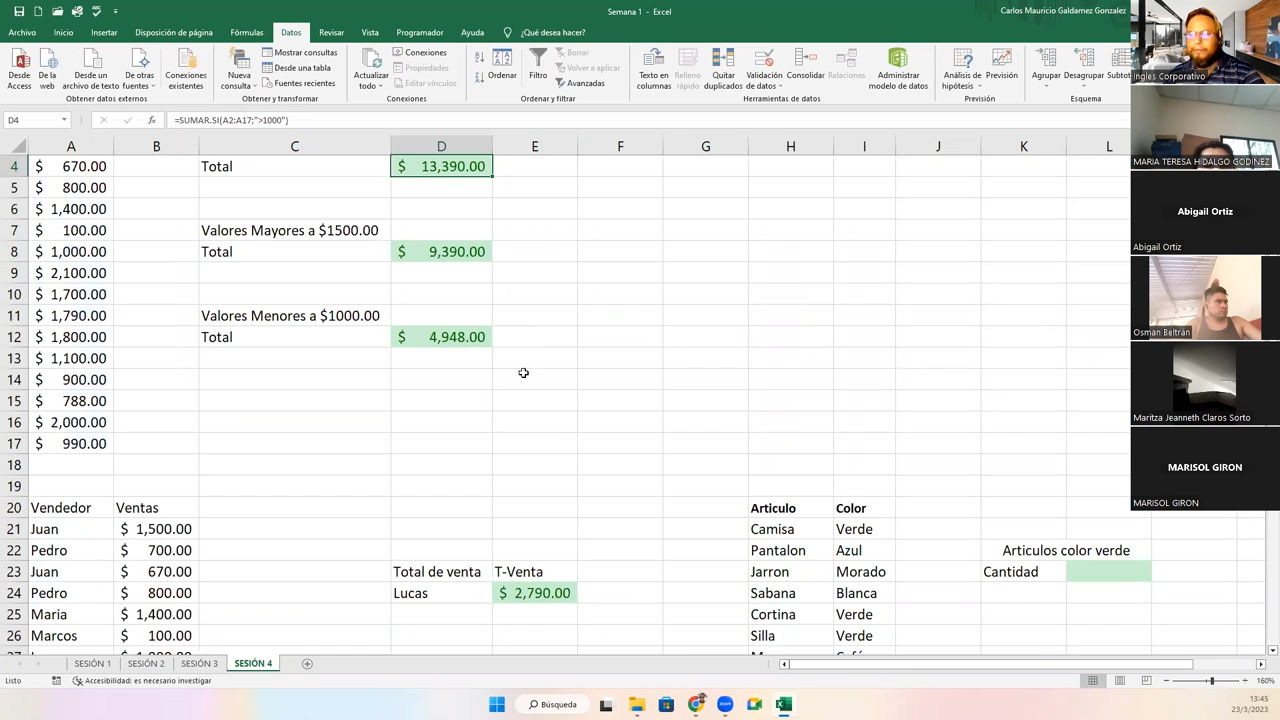 Semana 1 - Excel
Carlos Mauricio Galdamez Gonzalez
Archivo Inicio Insertar Disposición de página Fórmulas Datos Revisar Vista Programador Ayuda ¿Qué desea hacer?
Desde Access
De la web
Desde un archivo de texto
De otras fuentes
Conexiones existentes
Obtener datos externos
Nueva consulta
Mostrar consultas
Desde una tabla
Fuentes recientes
Obtener y transformar
Actualizar todo
Conexiones
Propiedades
Editar vínculos
Conexiones
Ordenar
Filtro
Borrar
Volver a aplicar
Avanzadas
Ordenar y filtrar
Texto en columnas
Relleno rápido
Quitar duplicados
Validación de datos
Consolidar
Relaciones
Administrar modelo de datos
Herramientas de datos
Análisis de hipótesis
Previsión
Previsión
Agrupar
Desagrupar
Subtot
Esquema
D4 fx =SUMAR.SI(A2:A17;">1000")
A B C D E F G H I J K L
4 $ 670.00 Total $ 13,390.00
5 $ 800.00
6 $ 1,400.00
7 $ 100.00 Valores Mayores a $1500.00
8 $ 1,000.00 Total $ 9,390.00
9 $ 2,100.00
10 $ 1,700.00
11 $ 1,790.00 Valores Menores a $1000.00
12 $ 1,800.00 Total $ 4,948.00
13 $ 1,100.00
14 $ 900.00
15 $ 788.00
16 $ 2,000.00
17 $ 990.00
18
19
20 Vendedor Ventas Articulo Color
21 Juan $ 1,500.00 Camisa Verde
22 Pedro $ 700.00 Pantalon Azul Articulos color verde
23 Juan $ 670.00 Total de venta T-Venta Jarron Morado Cantidad
24 Pedro $ 800.00 Lucas $ 2,790.00 Sabana Blanca
25 Maria $ 1,400.00 Cortina Verde
26 Marcos $ 100.00 Silla Verde
SESIÓN 1 SESIÓN 2 SESIÓN 3 SESIÓN 4
Listo Accesibilidad: es necesario investigar 160%
Búsqueda
13:45
23/3/2023
Ingles Corporativo
MARIA TERESA HIDALGO GODINEZ
Abigail Ortiz
Abigail Ortiz
Osman Beltrán
Maritza Jeanneth Claros Sorto
MARISOL GIRON
MARISOL GIRON